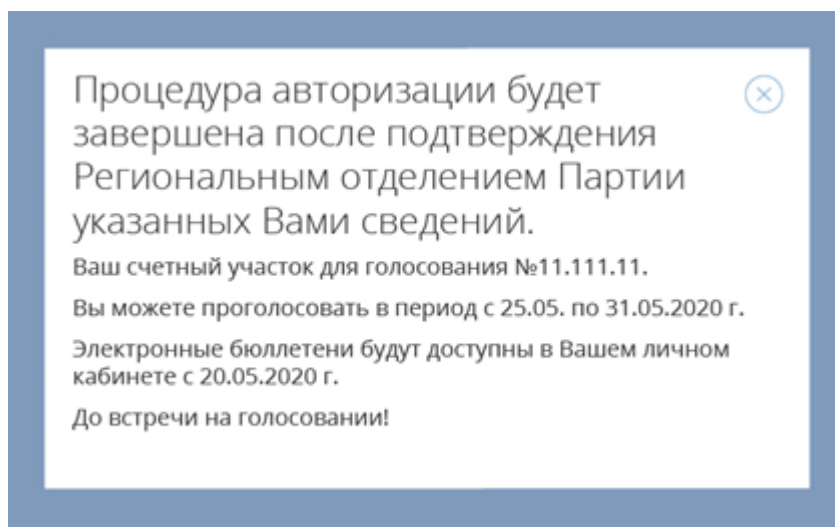 Процедура авторизации будет
завершена после подтверждения
Региональным отделением Партии
указанных Вами сведений.
Ваш счетный участок для голосования №11.111.11.
Вы можете проголосовать в период с 25.05. по 31.05.2020 г.
Электронные бюллетени будут доступны в Вашем личном
кабинете с 20.05.2020 г.
До встречи на голосовании!